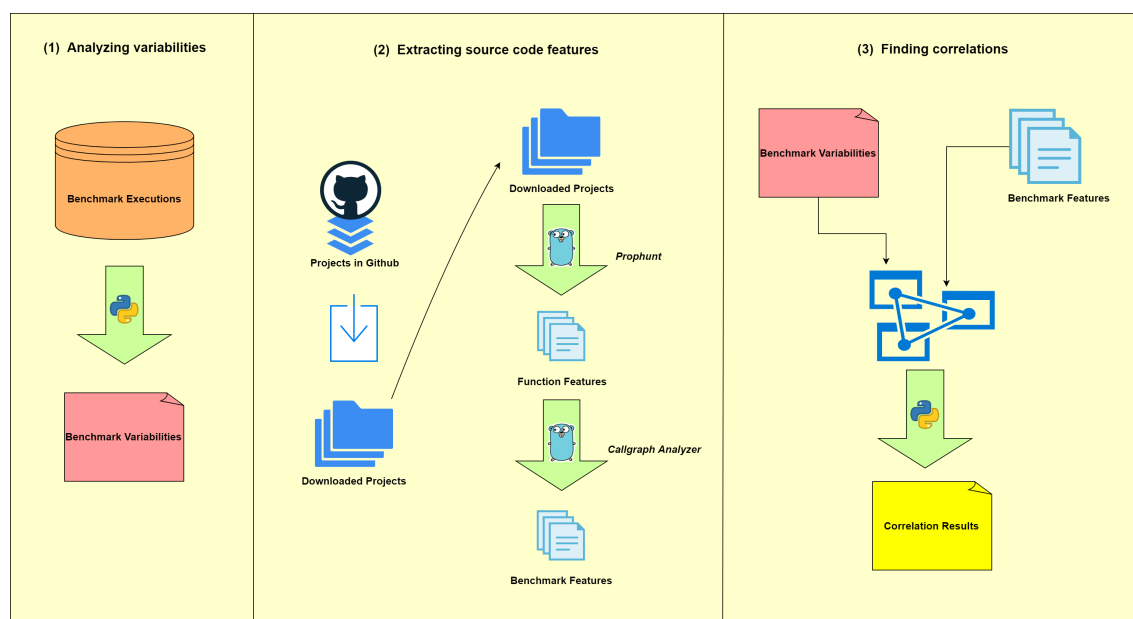 (1) Analyzing variabilities
Benchmark Executions
Benchmark Variabilities
(2) Extracting source code features
Projects in Github
Downloaded Projects
Downloaded Projects
Prophunt
Function Features
Callgraph Analyzer
Benchmark Features
(3) Finding correlations
Benchmark Variabilities
Benchmark Features
Correlation Results